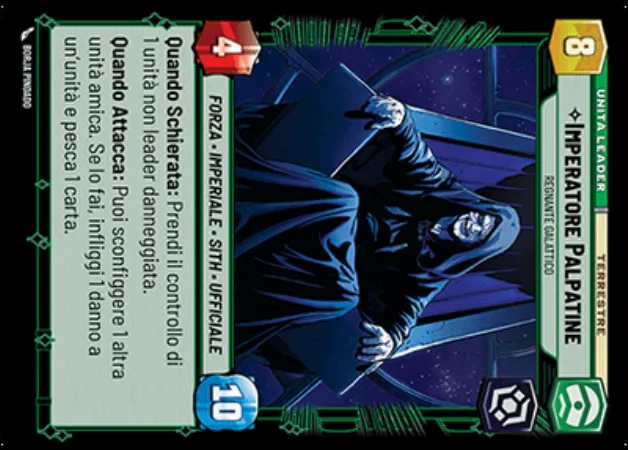 UNITÀ LEADER
TERRESTRE
8
IMPERATORE PALPATINE
REGNANTE GALATTICO
4
FORZA • IMPERIALE • SITH • UFFICIALE
10
Quando Schierata: Prendi il controllo di
1 unità non leader danneggiata.
Quando Attacca: Puoi sconfiggere 1 altra
unità amica. Se lo fai, infliggi 1 danno a
un'unità e pesca 1 carta.
BORJA PINDADO